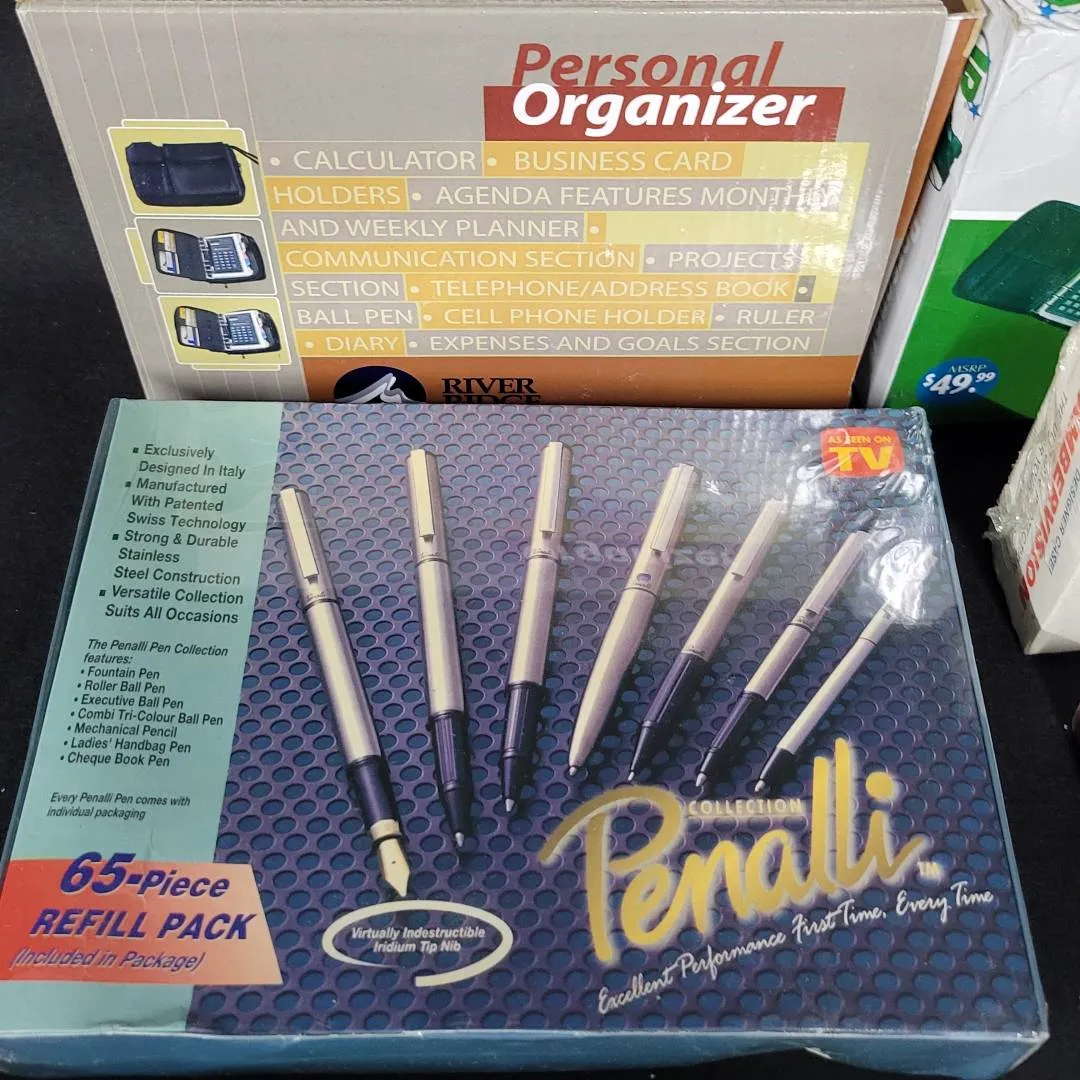 Personal
Organizer
• CALCULATOR • BUSINESS CARD
HOLDERS • AGENDA FEATURES MONTHLY
AND WEEKLY PLANNER •
COMMUNICATION SECTION • PROJECTS
SECTION • TELEPHONE/ADDRESS BOOK •
BALL PEN • CELL PHONE HOLDER • RULER
• DIARY • EXPENSES AND GOALS SECTION
RIVER
RIDGE
MSRP
$49.99
AS SEEN ON
TV
▪ Exclusively
Designed In Italy
▪ Manufactured
With Patented
Swiss Technology
▪ Strong & Durable
Stainless
Steel Construction
▪ Versatile Collection
Suits All Occasions
The Penalli Pen Collection
features:
• Fountain Pen
• Roller Ball Pen
• Executive Ball Pen
• Combi Tri-Colour Ball Pen
• Mechanical Pencil
• Ladies' Handbag Pen
• Cheque Book Pen
Every Penalli Pen comes with
individual packaging
65-Piece
REFILL PACK
(Included in Package)
Virtually Indestructible
Iridium Tip Nib
COLLECTION
Penalli™
Excellent Performance First Time, Every Time